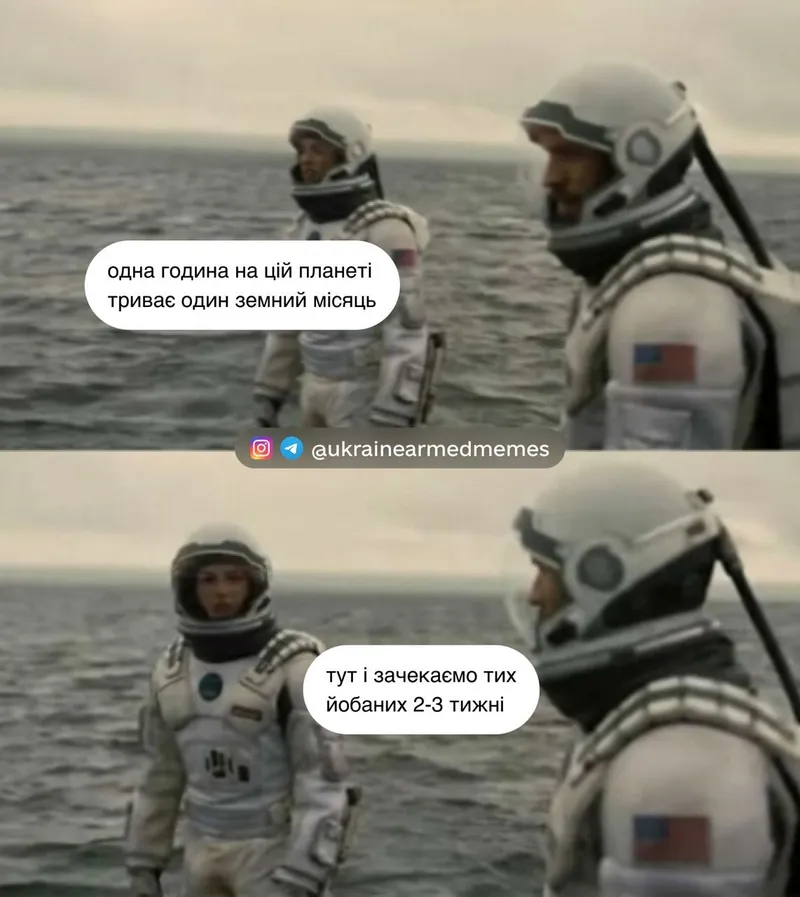 одна година на цій планеті
триває один земний місяць
@ukrainearmedmemes
тут і зачекаємо тих
йобаних 2-3 тижні